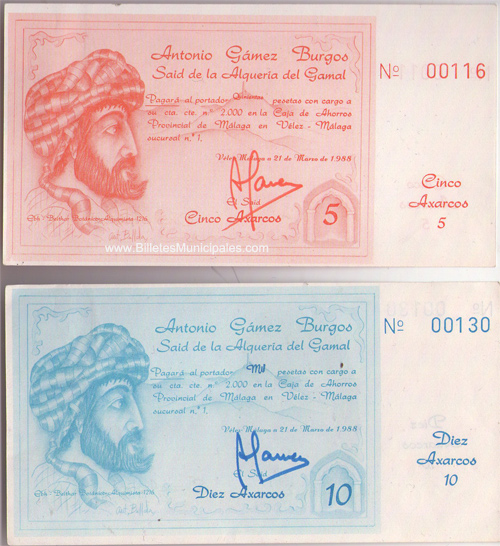 Antonio Gámez Burgos
Said de la Alquería del Gamal
Nº 00116
Pagará al portador Quinientas pesetas con cargo a
su cta. cte. nº 2.000 en la Caja de Ahorros
Provincial de Málaga en Vélez - Málaga
sucursal n.º 1.
Vélez Málaga a 21 de Marzo de 1.988
El Said
Cinco Axarcos
5
Cinco
Axarcos
5
www.BilletesMunicipales.com
Antonio Gámez Burgos
Said de la Alquería del Gamal
Nº 00130
Pagará al portador Mil pesetas con cargo a
su cta. cte. nº 2.000 en la Caja de Ahorros
Provincial de Málaga en Vélez - Málaga
sucursal n.º 1.
Vélez Málaga a 21 de Marzo de 1.988
El Said
Diez Axarcos
10
Diez
Axarcos
10